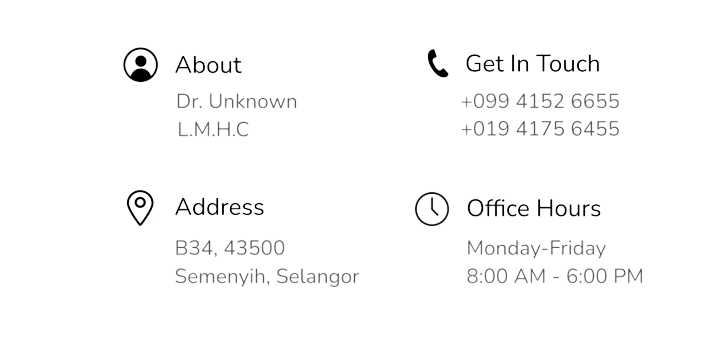 About
Dr. Unknown
L.M.H.C
Get In Touch
+099 4152 6655
+019 4175 6455
Address
B34, 43500
Semenyih, Selangor
Office Hours
Monday-Friday
8:00 AM - 6:00 PM